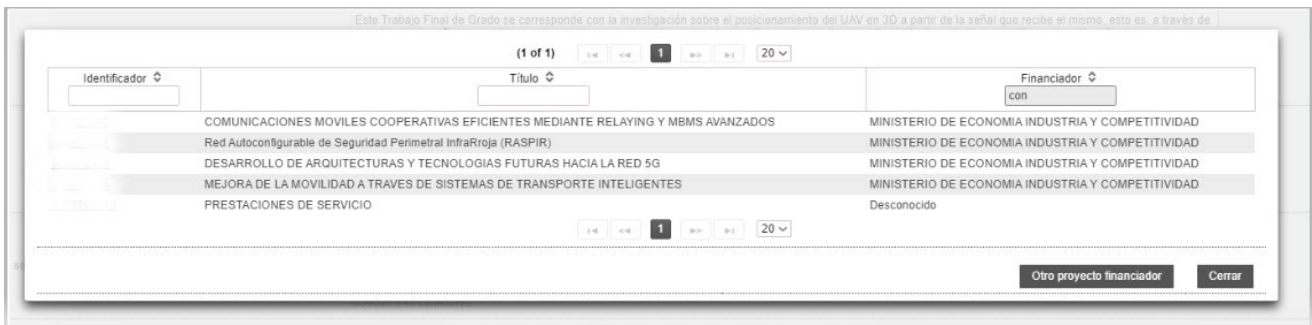 Este Trabajo Final de Grado se corresponde con la investigación sobre el posicionamiento del UAV en 3D a partir de la señal que recibe el mismo, esto es, a través de
(1 of 1) 1 20
Identificador Título Financiador
con
COMUNICACIONES MOVILES COOPERATIVAS EFICIENTES MEDIANTE RELAYING Y MBMS AVANZADOS MINISTERIO DE ECONOMIA INDUSTRIA Y COMPETITIVIDAD
Red Autoconfigurable de Seguridad Perimetral InfraRroja (RASPIR) MINISTERIO DE ECONOMIA INDUSTRIA Y COMPETITIVIDAD
DESARROLLO DE ARQUITECTURAS Y TECNOLOGIAS FUTURAS HACIA LA RED 5G MINISTERIO DE ECONOMIA INDUSTRIA Y COMPETITIVIDAD
MEJORA DE LA MOVILIDAD A TRAVES DE SISTEMAS DE TRANSPORTE INTELIGENTES MINISTERIO DE ECONOMIA INDUSTRIA Y COMPETITIVIDAD
PRESTACIONES DE SERVICIO Desconocido
1 20
Otro proyecto financiador Cerrar